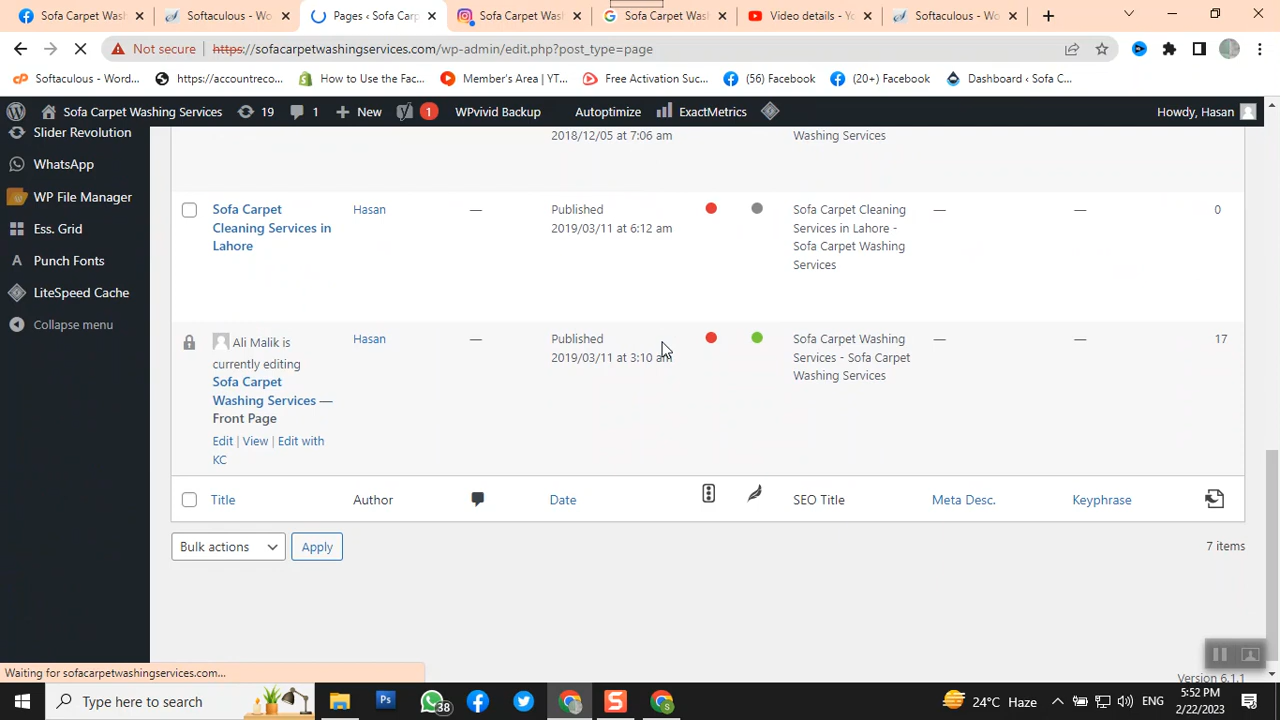 Sofa Carpet Wash
Softaculous - Wo
Pages ‹ Sofa Carp
Sofa Carpet Wash
Sofa Carpet Wash
Video details - Yo
Softaculous - Wo
Not secure
https://sofacarpetwashingservices.com/wp-admin/edit.php?post_type=page
Softaculous - Word...
https://accountreco...
How to Use the Fac...
Member's Area | YT...
Free Activation Suc...
(56) Facebook
(20+) Facebook
Dashboard ‹ Sofa C...
Sofa Carpet Washing Services
19
1
New
1
WPvivid Backup
Autoptimize
ExactMetrics
Howdy, Hasan
Slider Revolution
WhatsApp
WP File Manager
Ess. Grid
Punch Fonts
LiteSpeed Cache
Collapse menu
2018/12/05 at 7:06 am
Washing Services
Sofa Carpet
Cleaning Services in
Lahore
Hasan
—
Published
2019/03/11 at 6:12 am
Sofa Carpet Cleaning
Services in Lahore -
Sofa Carpet Washing
Services
—
—
0
Ali Malik is
currently editing
Sofa Carpet
Washing Services —
Front Page
Edit | View | Edit with
KC
Hasan
—
Published
2019/03/11 at 3:10 am
Sofa Carpet Washing
Services - Sofa Carpet
Washing Services
—
—
17
Title
Author
Date
SEO Title
Meta Desc.
Keyphrase
Bulk actions
Apply
7 items
Waiting for sofacarpetwashingservices.com...
Version 6.1.1
Type here to search
Ps
38
S
24°C Haze
ENG
5:52 PM
2/22/2023